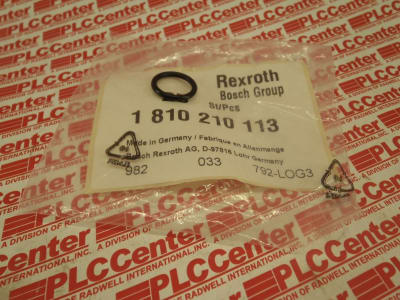 Rexroth
Bosch Group
St/Pcs
1 810 210 113
Made in Germany / Fabriqué en Allemange
Bosch Rexroth AG, D-97816 Lohr Germany
982 033 792-LOG3
PLCCenter
A DIVISION OF RADWELL INTERNATIONAL, INC.